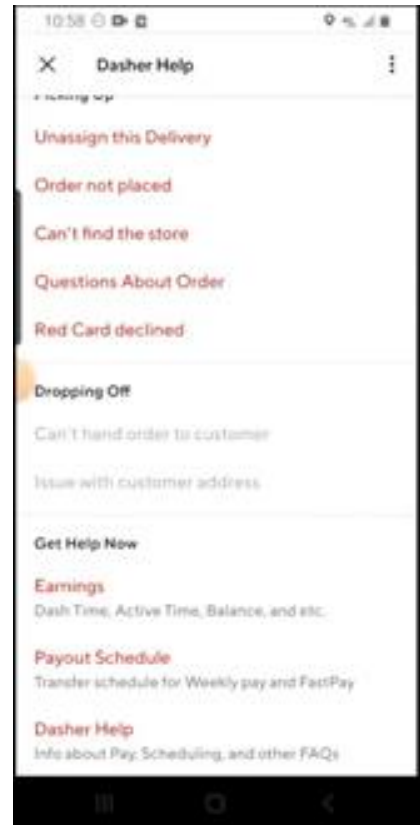 10:58
Dasher Help
Picking Up
Unassign this Delivery
Order not placed
Can't find the store
Questions About Order
Red Card declined
Dropping Off
Can't hand order to customer
Issue with customer address
Get Help Now
Earnings
Dash Time, Active Time, Balance, and etc.
Payout Schedule
Transfer schedule for Weekly pay and FastPay
Dasher Help
Info about Pay, Scheduling, and other FAQs